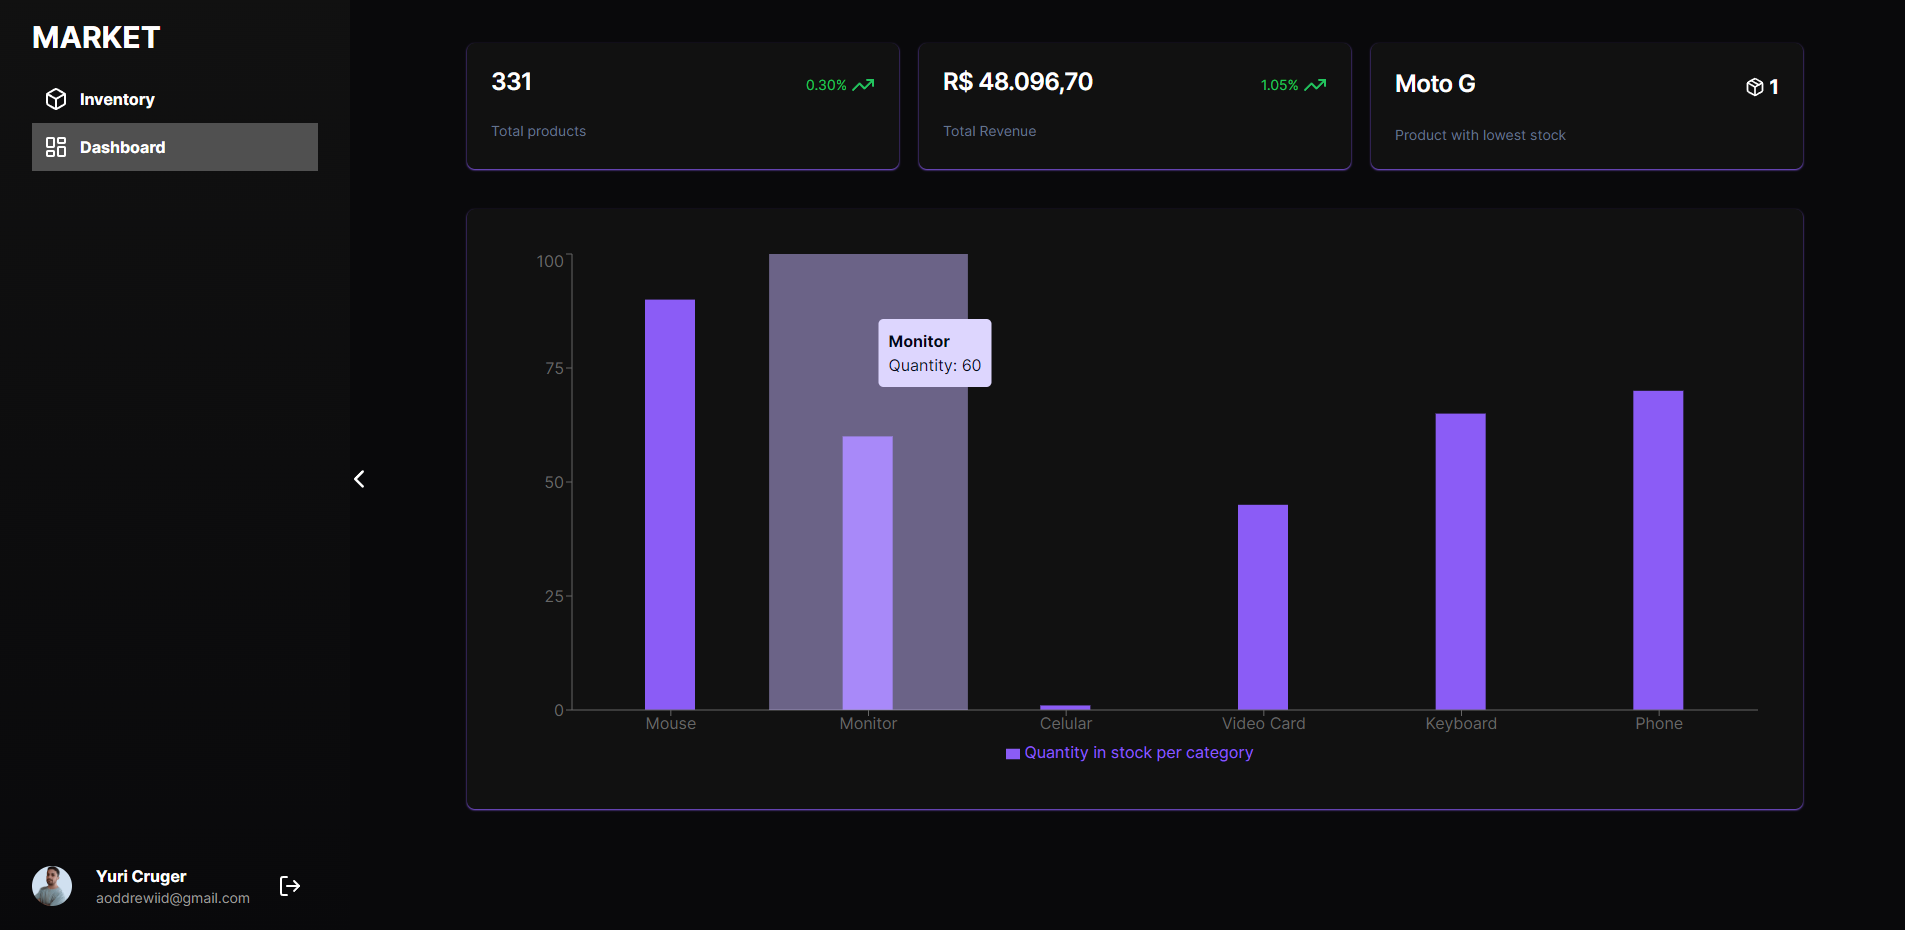 MARKET
Inventory
Dashboard
Yuri Cruger
aoddrewiid@gmail.com
331
0.30%
Total products
R$ 48.096,70
1.05%
Total Revenue
Moto G
1
Product with lowest stock
100
75
50
25
0
Monitor
Quantity: 60
Mouse
Monitor
Celular
Video Card
Keyboard
Phone
Quantity in stock per category